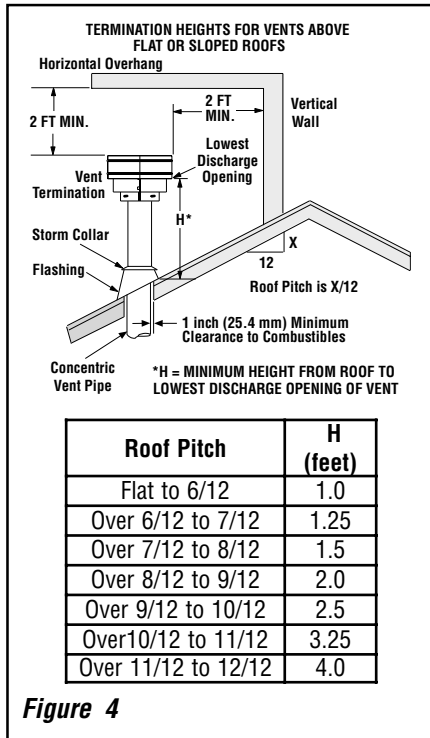 TERMINATION HEIGHTS FOR VENTS ABOVE
FLAT OR SLOPED ROOFS
Horizontal Overhang
2 FT MIN.
2 FT
MIN.
Vertical
Wall
Lowest
Discharge
Opening
Vent
Termination
H*
Storm Collar
Flashing
X
12
Roof Pitch is X/12
1 inch (25.4 mm) Minimum
Clearance to Combustibles
Concentric
Vent Pipe
*H = MINIMUM HEIGHT FROM ROOF TO
LOWEST DISCHARGE OPENING OF VENT
Roof Pitch H
(feet)
Flat to 6/12 1.0
Over 6/12 to 7/12 1.25
Over 7/12 to 8/12 1.5
Over 8/12 to 9/12 2.0
Over 9/12 to 10/12 2.5
Over10/12 to 11/12 3.25
Over 11/12 to 12/12 4.0
Figure 4